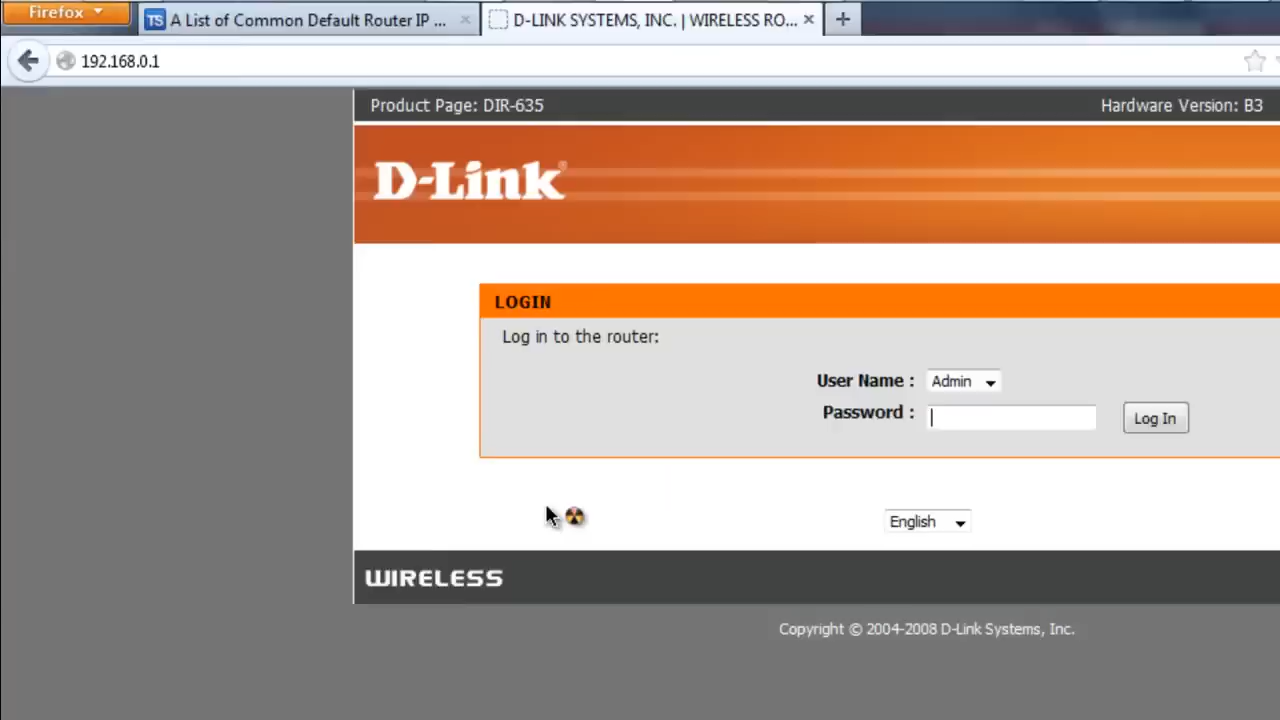 Firefox
TS A List of Common Default Router IP ...
D-LINK SYSTEMS, INC. | WIRELESS RO...
192.168.0.1
Product Page: DIR-635
Hardware Version: B3
D-Link®
LOGIN
Log in to the router:
User Name : Admin
Password :
Log In
English
WIRELESS
Copyright © 2004-2008 D-Link Systems, Inc.